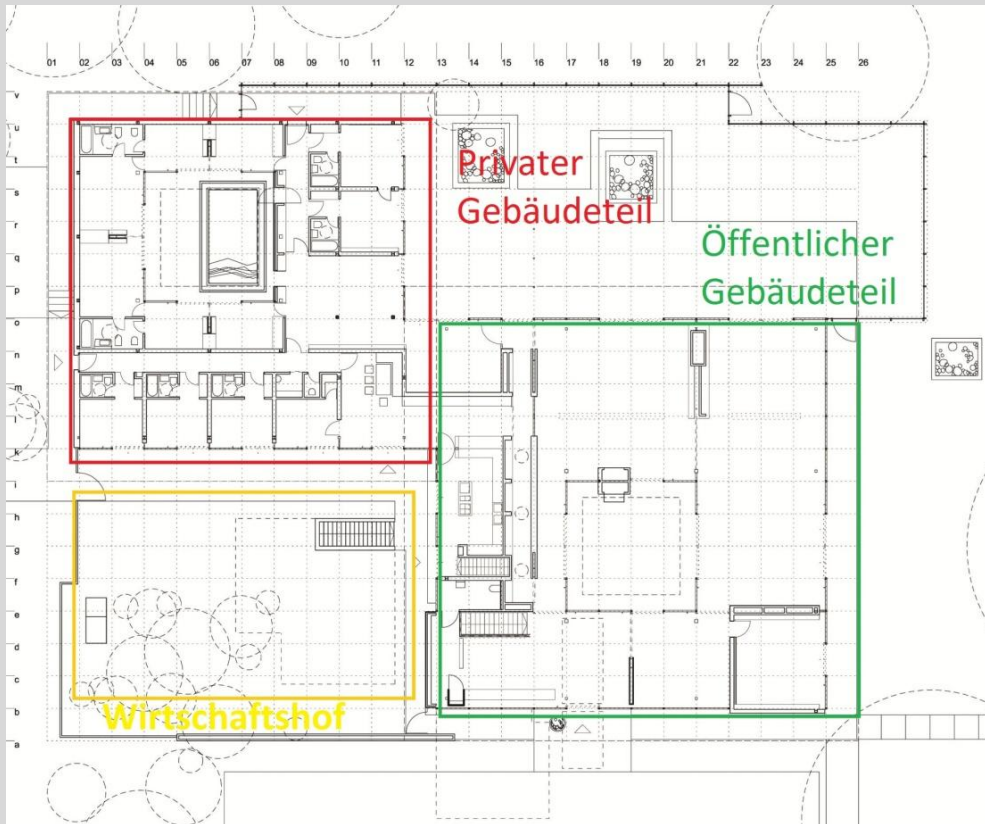 01 02 03 04 05 06 07 08 09 10 11 12 13 14 15 16 17 18 19 20 21 22 23 24 25 26
v
u
t
s
r
q
p
o
n
m
l
k
i
h
g
f
e
d
c
b
a
Privater
Gebäudeteil
Öffentlicher
Gebäudeteil
Wirtschaftshof